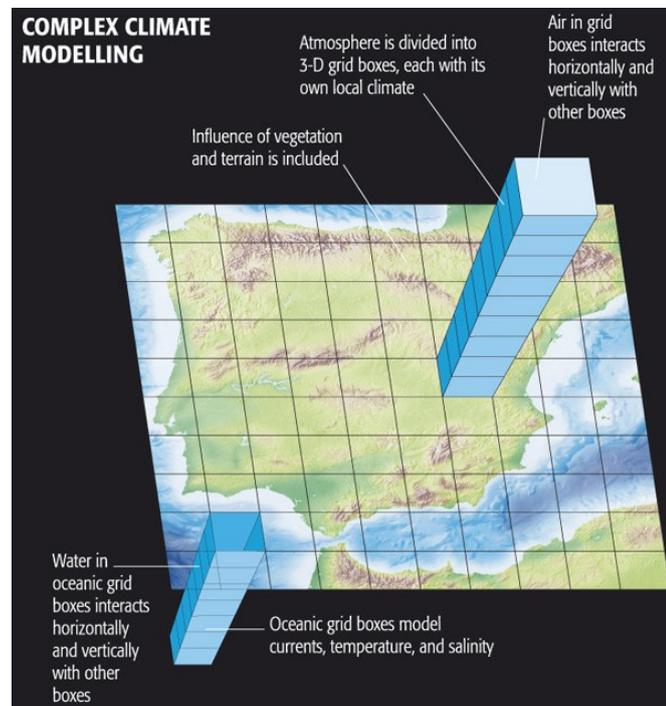 COMPLEX CLIMATE
MODELLING
Atmosphere is divided into
3-D grid boxes, each with its
own local climate
Air in grid
boxes interacts
horizontally and
vertically with
other boxes
Influence of vegetation
and terrain is included
Water in
oceanic grid
boxes interacts
horizontally
and vertically
with other
boxes
Oceanic grid boxes model
currents, temperature, and salinity